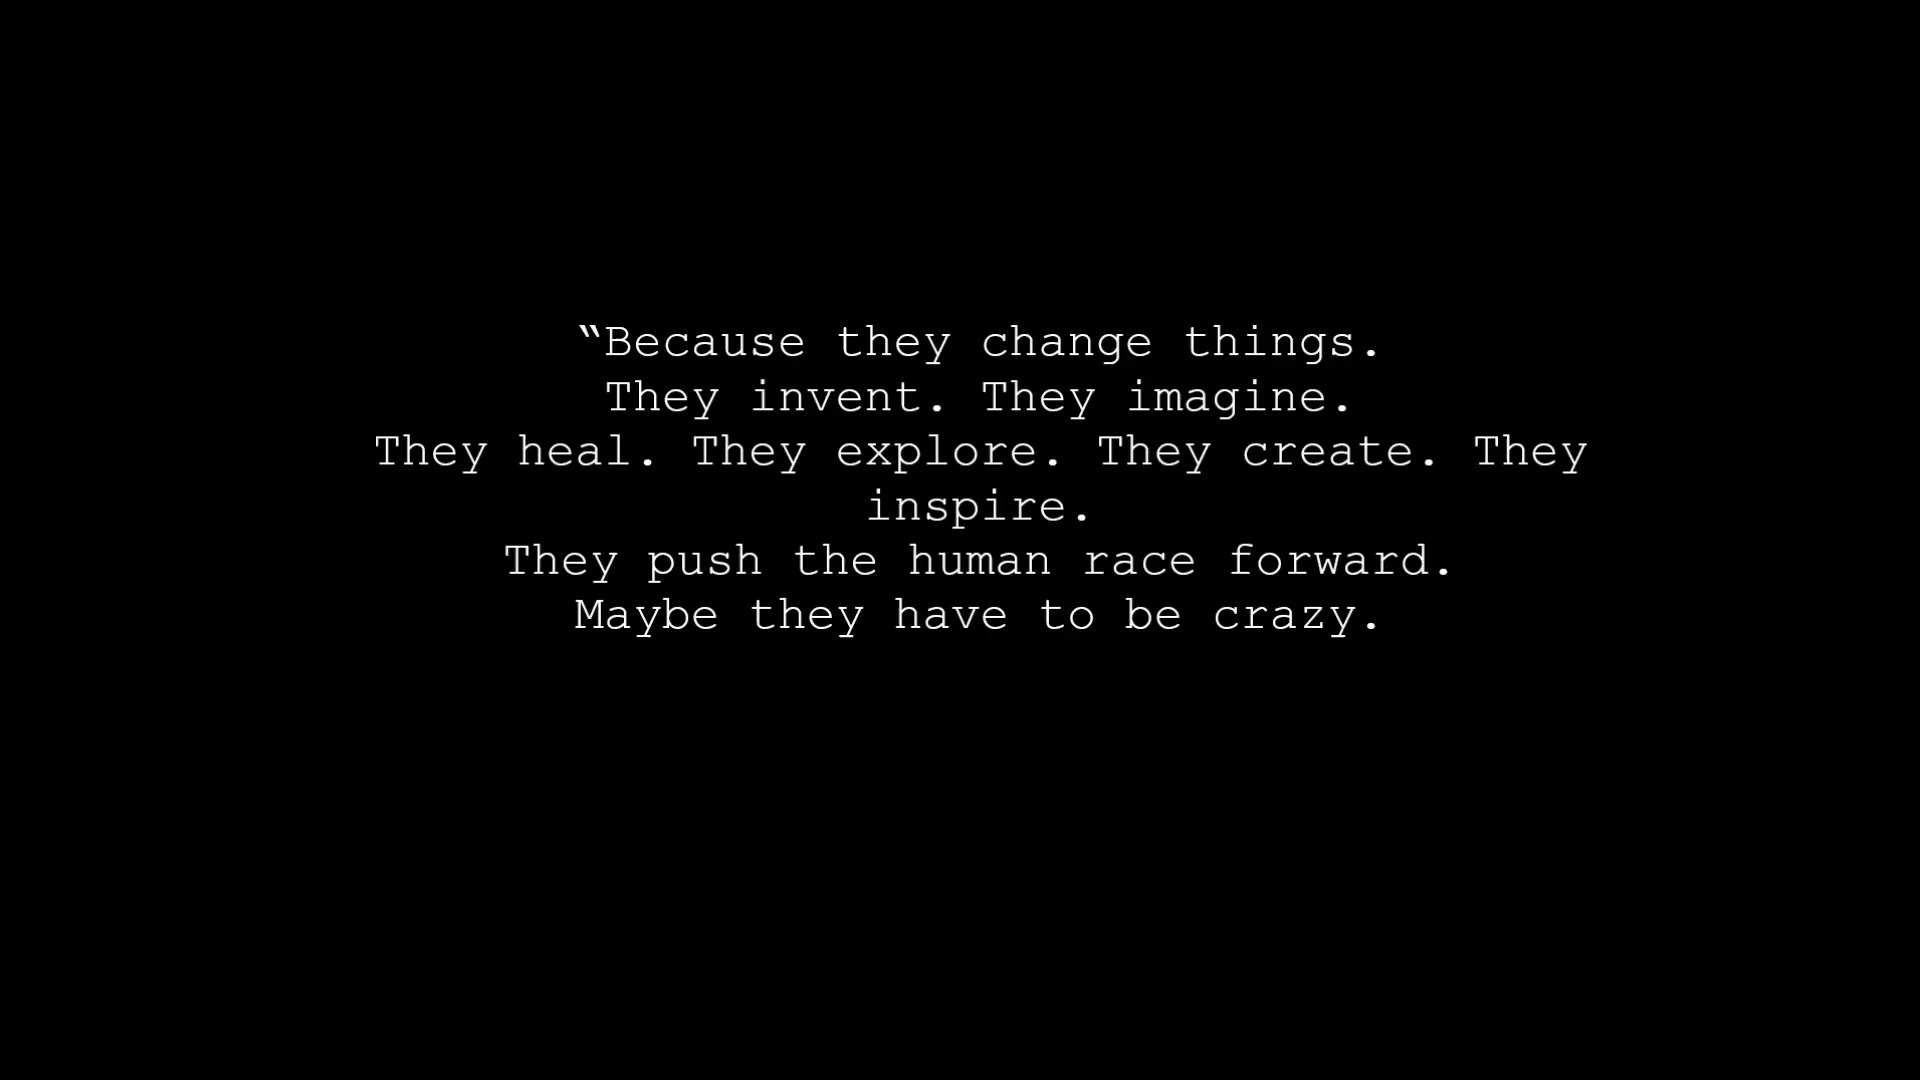 “Because they change things.
They invent. They imagine.
They heal. They explore. They create. They
inspire.
They push the human race forward.
Maybe they have to be crazy.